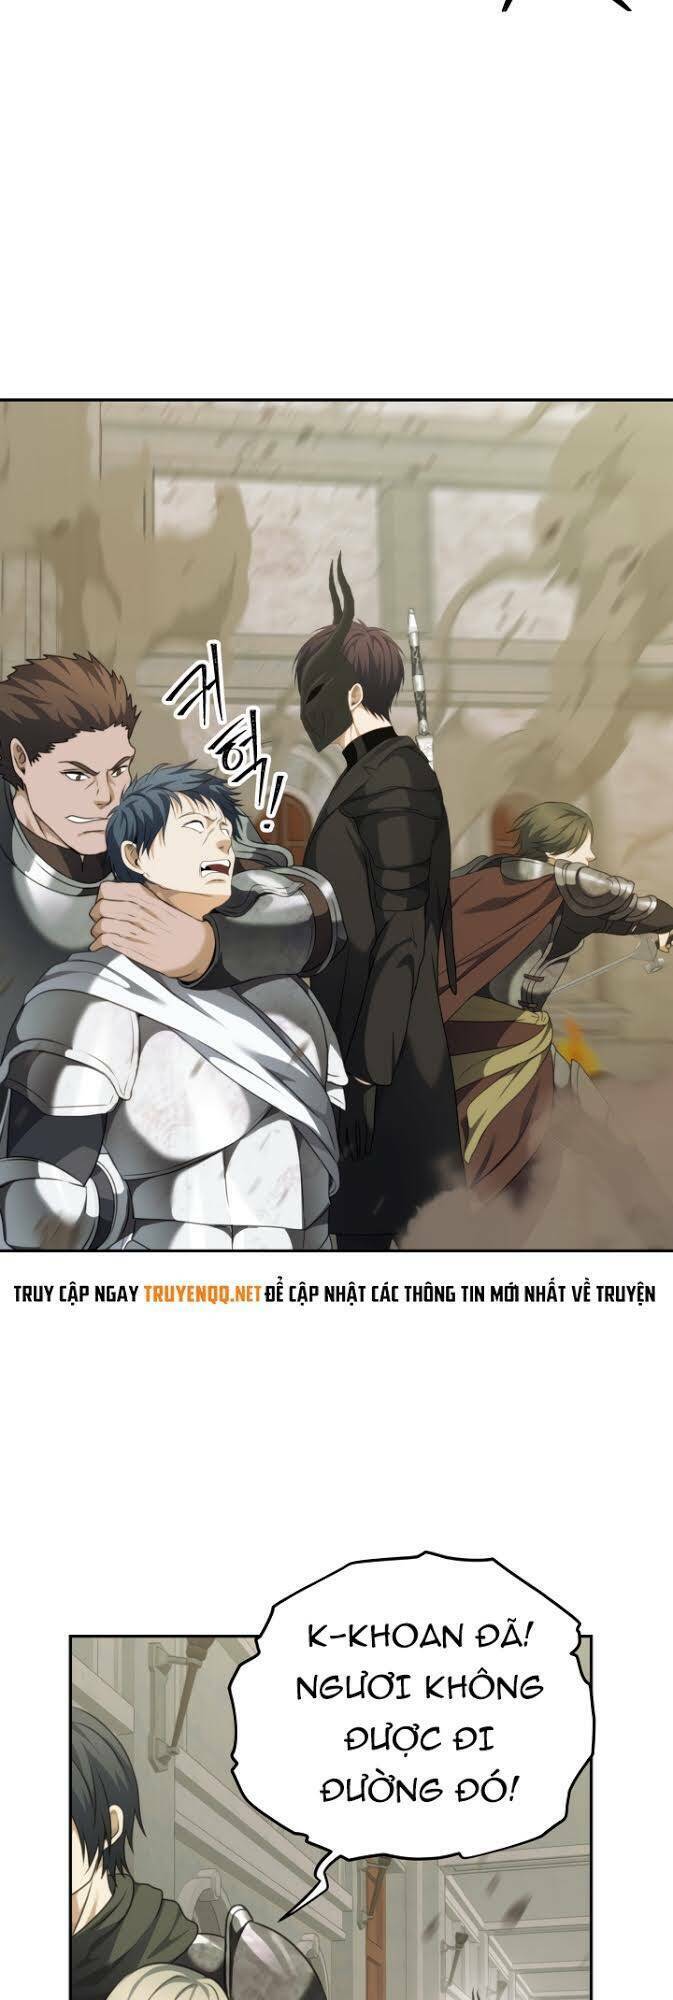 커헉!
TRUY CẬP NGAY TRUYENQQ.NET ĐỂ CẬP NHẬT CÁC THÔNG TIN MỚI NHẤT VỀ TRUYỆN
K-KHOAN ĐÃ!
NGƯƠI KHÔNG
ĐƯỢC ĐI
ĐƯỜNG ĐÓ!